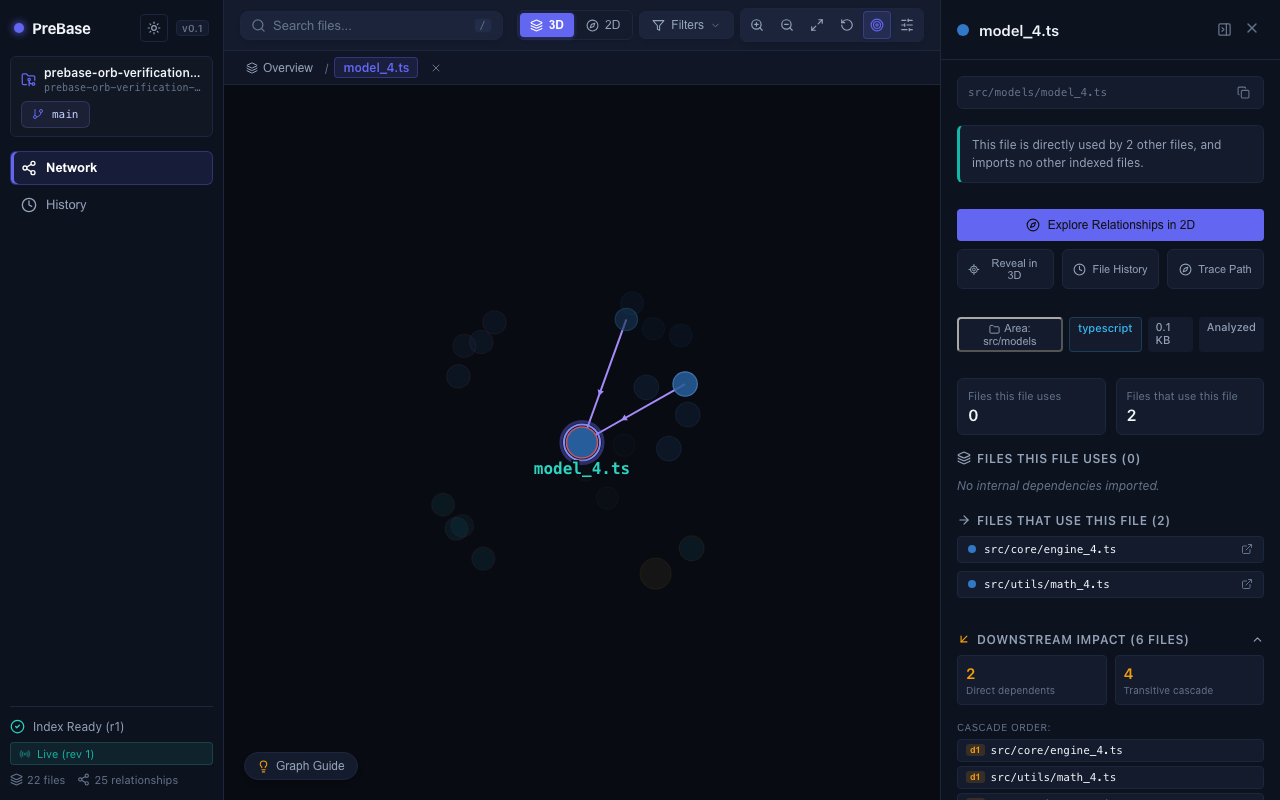 PreBase
v0.1
prebase-orb-verification...
prebase-orb-verification-...
main
Network
History
Index Ready (r1)
Live (rev 1)
22 files
25 relationships
Search files...
/
3D
2D
Filters
Overview
/
model_4.ts
model_4.ts
Graph Guide
model_4.ts
src/models/model_4.ts
This file is directly used by 2 other files, and
imports no other indexed files.
Explore Relationships in 2D
Reveal in
3D
File History
Trace Path
Area:
src/models
typescript
0.1
KB
Analyzed
Files this file uses
0
Files that use this file
2
FILES THIS FILE USES (0)
No internal dependencies imported.
FILES THAT USE THIS FILE (2)
src/core/engine_4.ts
src/utils/math_4.ts
DOWNSTREAM IMPACT (6 FILES)
2
Direct dependents
4
Transitive cascade
CASCADE ORDER:
d1 src/core/engine_4.ts
d1 src/utils/math_4.ts